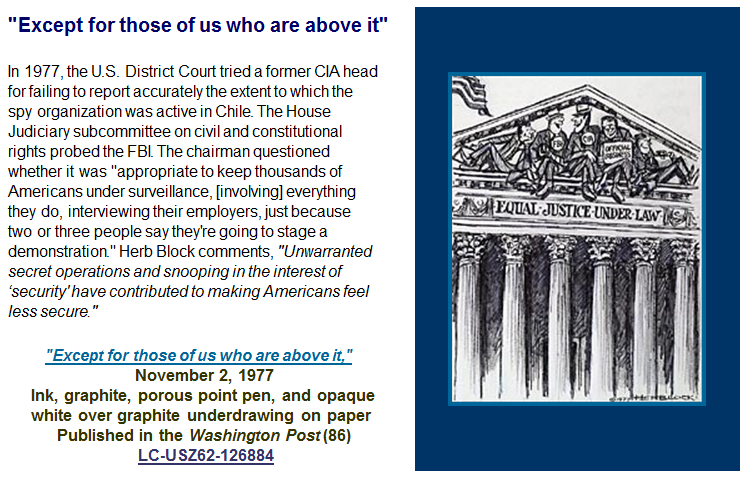 "Except for those of us who are above it"
In 1977, the U.S. District Court tried a former CIA head
for failing to report accurately the extent to which the
spy organization was active in Chile. The House
Judiciary subcommittee on civil and constitutional
rights probed the FBI. The chairman questioned
whether it was "appropriate to keep thousands of
Americans under surveillance, [involving] everything
they do, interviewing their employers, just because
two or three people say they're going to stage a
demonstration." Herb Block comments, "Unwarranted
secret operations and snooping in the interest of
‘security' have contributed to making Americans feel
less secure."
"Except for those of us who are above it,"
November 2, 1977
Ink, graphite, porous point pen, and opaque
white over graphite underdrawing on paper
Published in the Washington Post (86)
LC-USZ62-126884
FBI
CIA
OFFICIAL
EQUAL · JUSTICE · UNDER · LAW
©1977 HERBLOCK